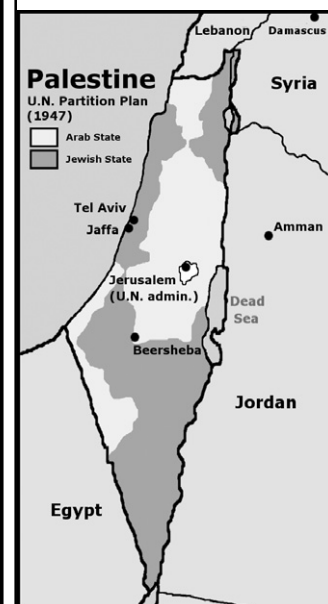 Lebanon
Damascus
Palestine
U.N. Partition Plan
(1947)
Syria
Arab State
Jewish State
Tel Aviv
Jaffa
Amman
Jerusalem
(U.N. admin.)
Dead
Sea
Beersheba
Jordan
Egypt